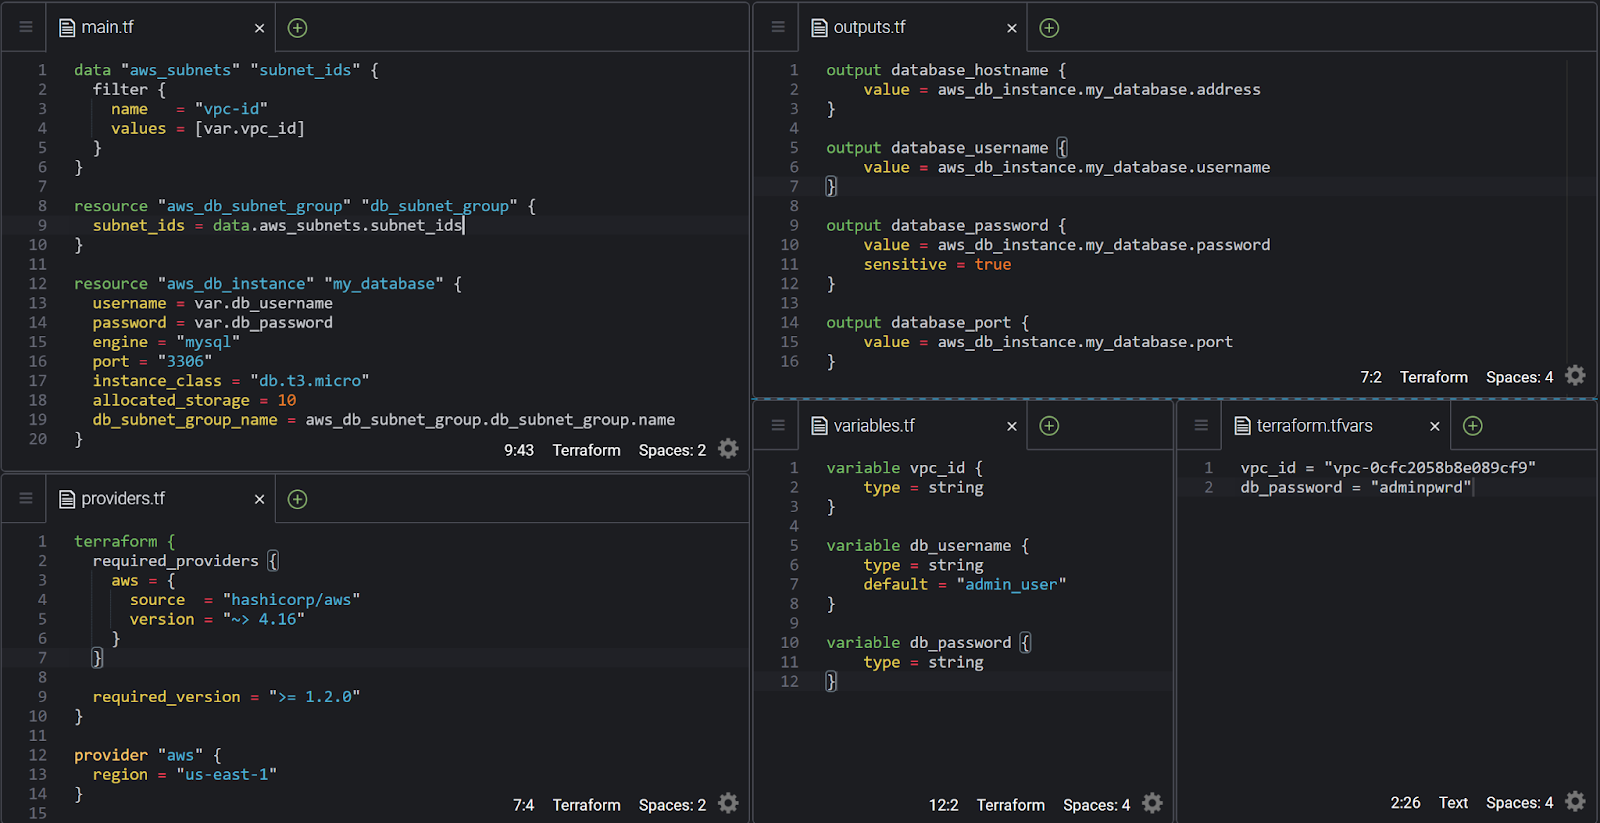 main.tf
1 data "aws_subnets" "subnet_ids" {
2   filter {
3     name   = "vpc-id"
4     values = [var.vpc_id]
5   }
6 }
7
8 resource "aws_db_subnet_group" "db_subnet_group" {
9   subnet_ids = data.aws_subnets.subnet_ids
10 }
11
12 resource "aws_db_instance" "my_database" {
13   username = var.db_username
14   password = var.db_password
15   engine = "mysql"
16   port = "3306"
17   instance_class = "db.t3.micro"
18   allocated_storage = 10
19   db_subnet_group_name = aws_db_subnet_group.db_subnet_group.name
20 }
9:43 Terraform Spaces: 2
providers.tf
1 terraform {
2   required_providers {
3     aws = {
4       source  = "hashicorp/aws"
5       version = "~> 4.16"
6     }
7   }
8
9   required_version = ">= 1.2.0"
10 }
11
12 provider "aws" {
13   region = "us-east-1"
14 }
15
7:4 Terraform Spaces: 2
outputs.tf
1 output database_hostname {
2     value = aws_db_instance.my_database.address
3 }
4
5 output database_username {
6     value = aws_db_instance.my_database.username
7 }
8
9 output database_password {
10     value = aws_db_instance.my_database.password
11     sensitive = true
12 }
13
14 output database_port {
15     value = aws_db_instance.my_database.port
16 }
7:2 Terraform Spaces: 4
variables.tf
1 variable vpc_id {
2     type = string
3 }
4
5 variable db_username {
6     type = string
7     default = "admin_user"
8 }
9
10 variable db_password {
11     type = string
12 }
12:2 Terraform Spaces: 4
terraform.tfvars
1 vpc_id = "vpc-0cfc2058b8e089cf9"
2 db_password = "adminpwrd"
2:26 Text Spaces: 4